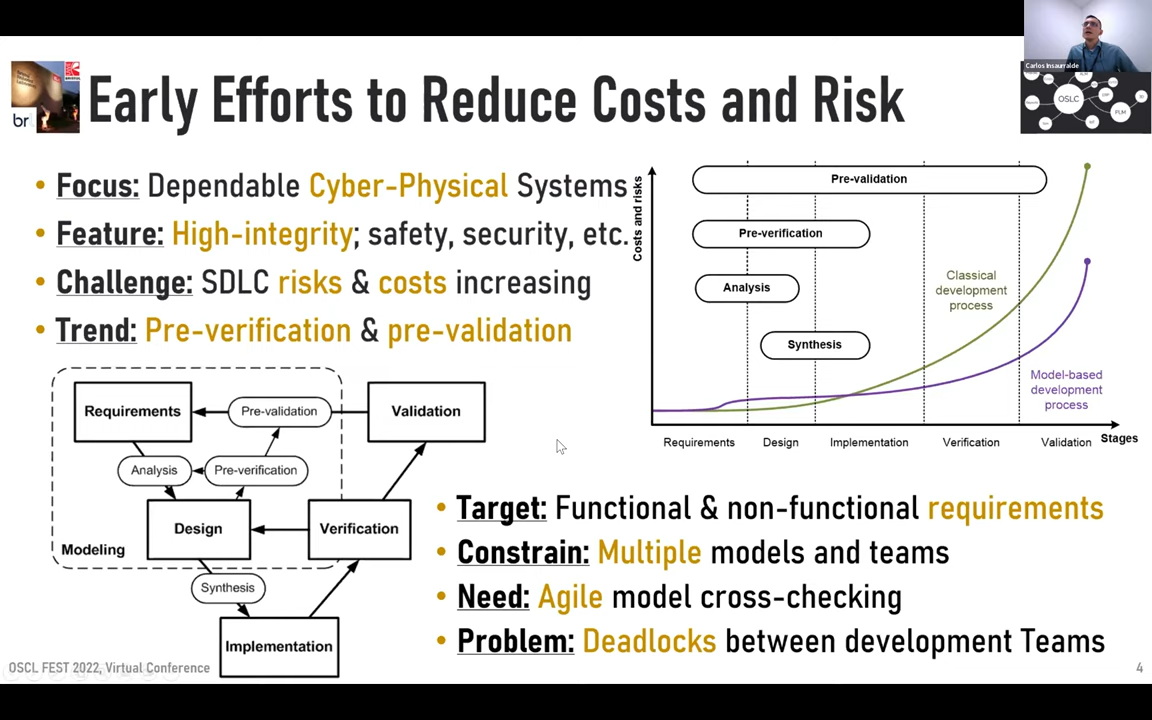 Carlos Insaurralde
OSLC
PLM
br
Early Efforts to Reduce Costs and Risk
• Focus: Dependable Cyber-Physical Systems
• Feature: High-integrity; safety, security, etc.
• Challenge: SDLC risks & costs increasing
• Trend: Pre-verification & pre-validation
Costs and risks
Pre-validation
Pre-verification
Analysis
Synthesis
Classical
development
process
Model-based
development
process
Requirements
Design
Implementation
Verification
Validation
Stages
Requirements
Pre-validation
Validation
Analysis
Pre-verification
Design
Verification
Modeling
Synthesis
Implementation
• Target: Functional & non-functional requirements
• Constrain: Multiple models and teams
• Need: Agile model cross-checking
• Problem: Deadlocks between development Teams
OSCL FEST 2022, Virtual Conference
4